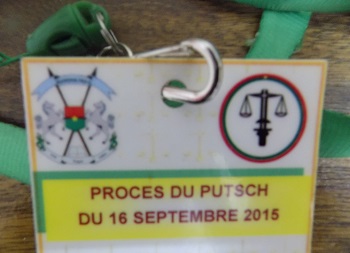 PROCES DU PUTSCH
DU 16 SEPTEMBRE 2015